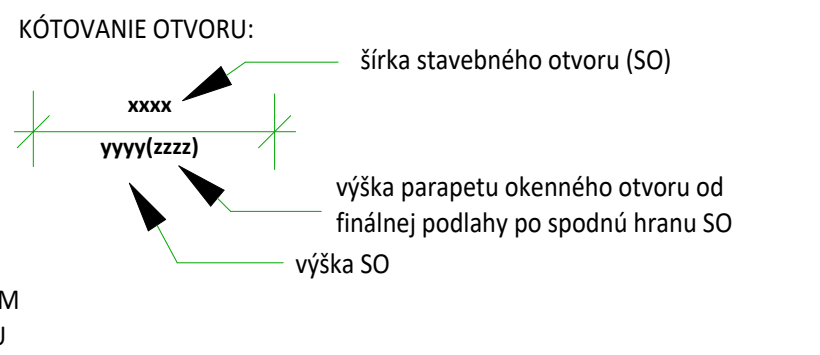 KÓTOVANIE OTVORU:
šírka stavebného otvoru (SO)
xxxx
yyyy(zzzz)
výška parapetu okenného otvoru od
finálnej podlahy po spodnú hranu SO
výška SO
M